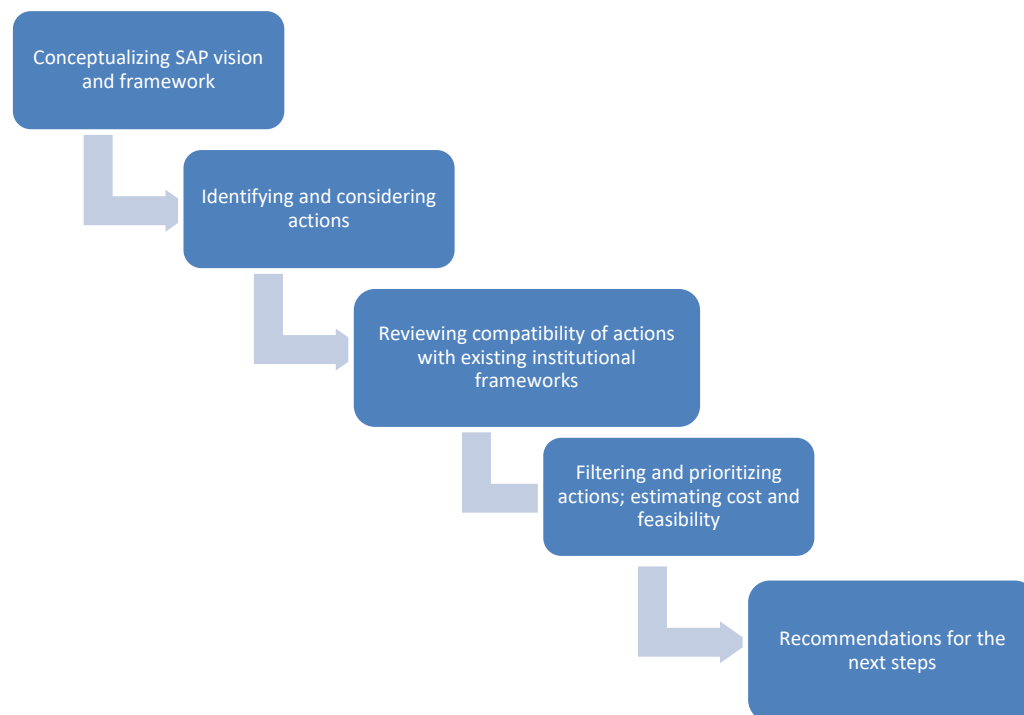 Conceptualizing SAP vision
and framework
Identifying and considering
actions
Reviewing compatibility of actions
with existing institutional
frameworks
Filtering and prioritizing
actions; estimating cost and
feasibility
Recommendations for the
next steps